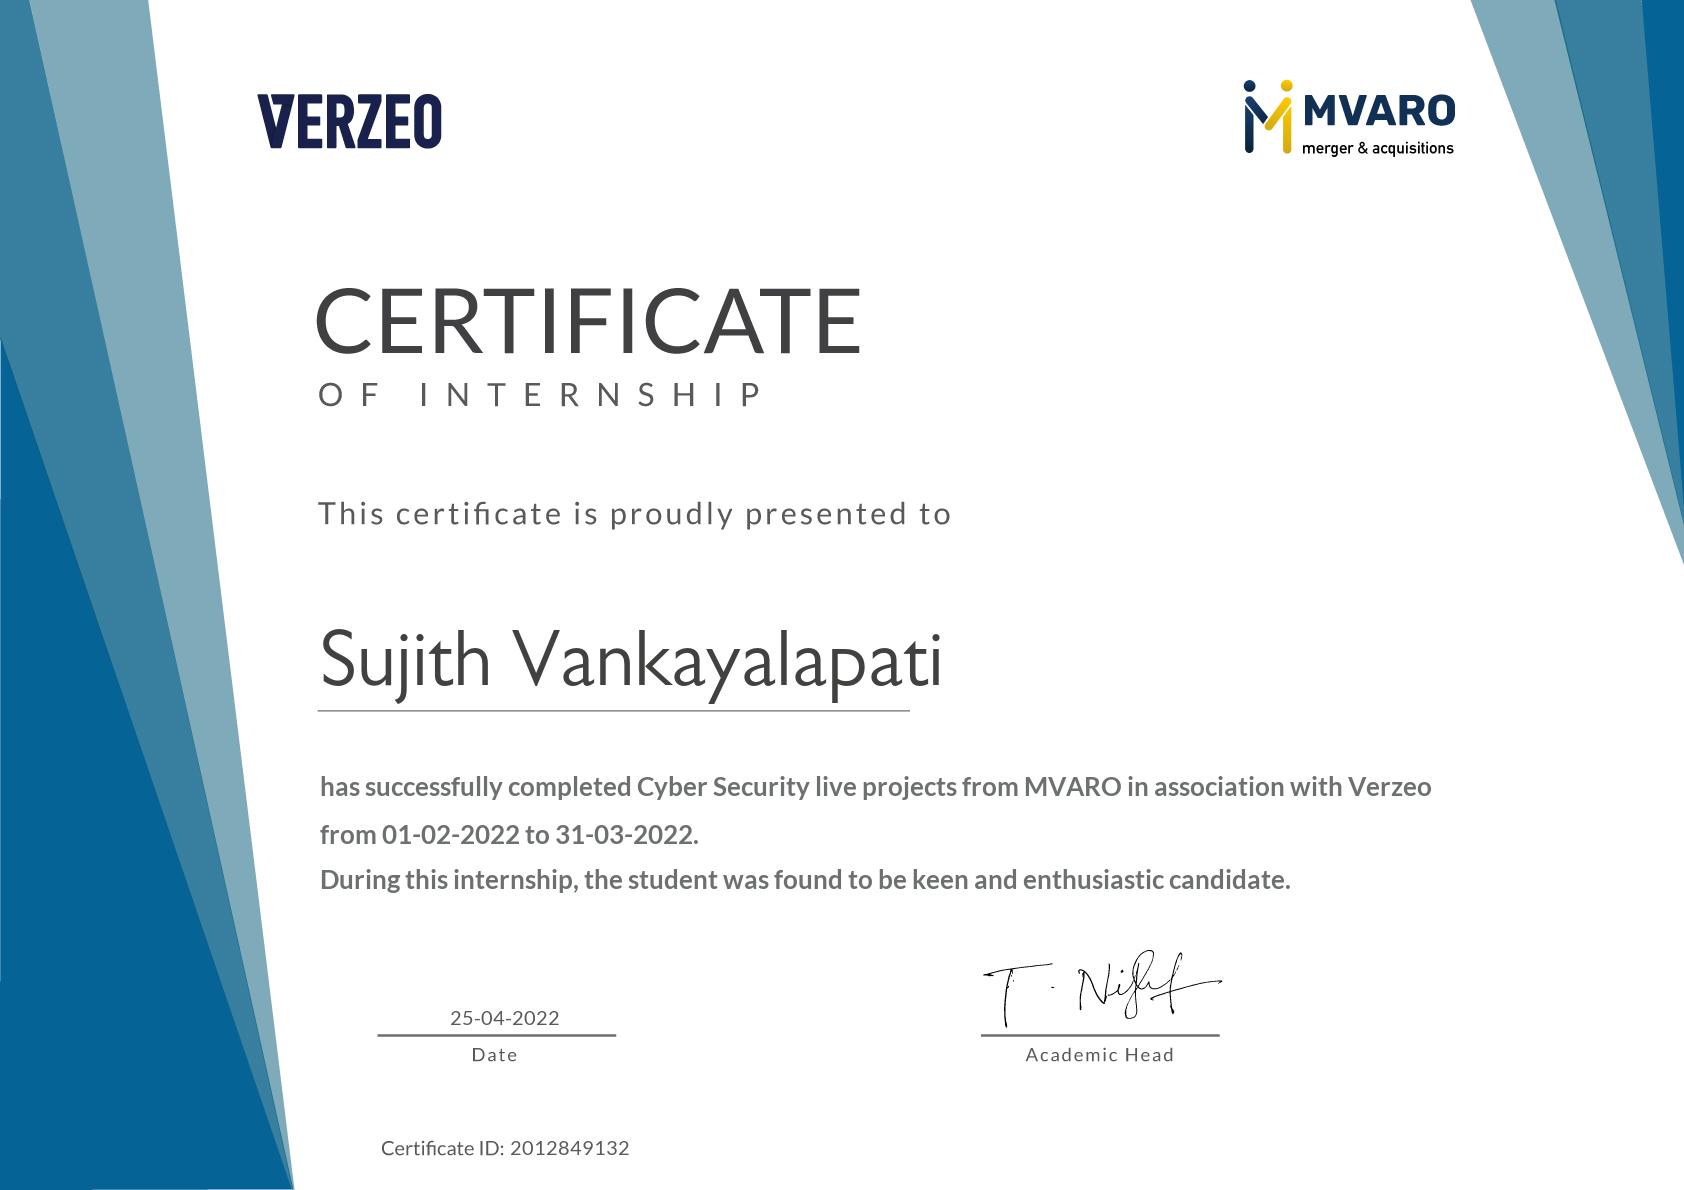 VERZEO
MVARO
merger & acquisitions
CERTIFICATE
OF INTERNSHIP
This certificate is proudly presented to
Sujith Vankayalapati
has successfully completed Cyber Security live projects from MVARO in association with Verzeo
from 01-02-2022 to 31-03-2022.
During this internship, the student was found to be keen and enthusiastic candidate.
25-04-2022
Date
Academic Head
Certificate ID: 2012849132